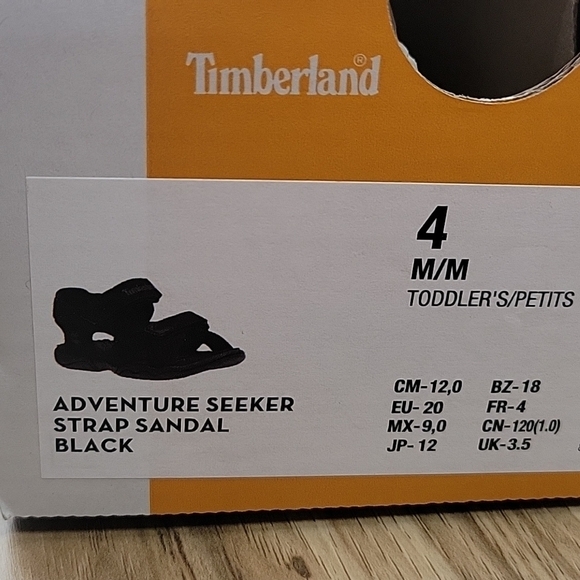 Timberland®
4
M/M
TODDLER'S/PETITS
ADVENTURE SEEKER
STRAP SANDAL
BLACK
CM-12,0 BZ-18
EU-20 FR-4
MX-9,0 CN-120(1.0)
JP-12 UK-3.5